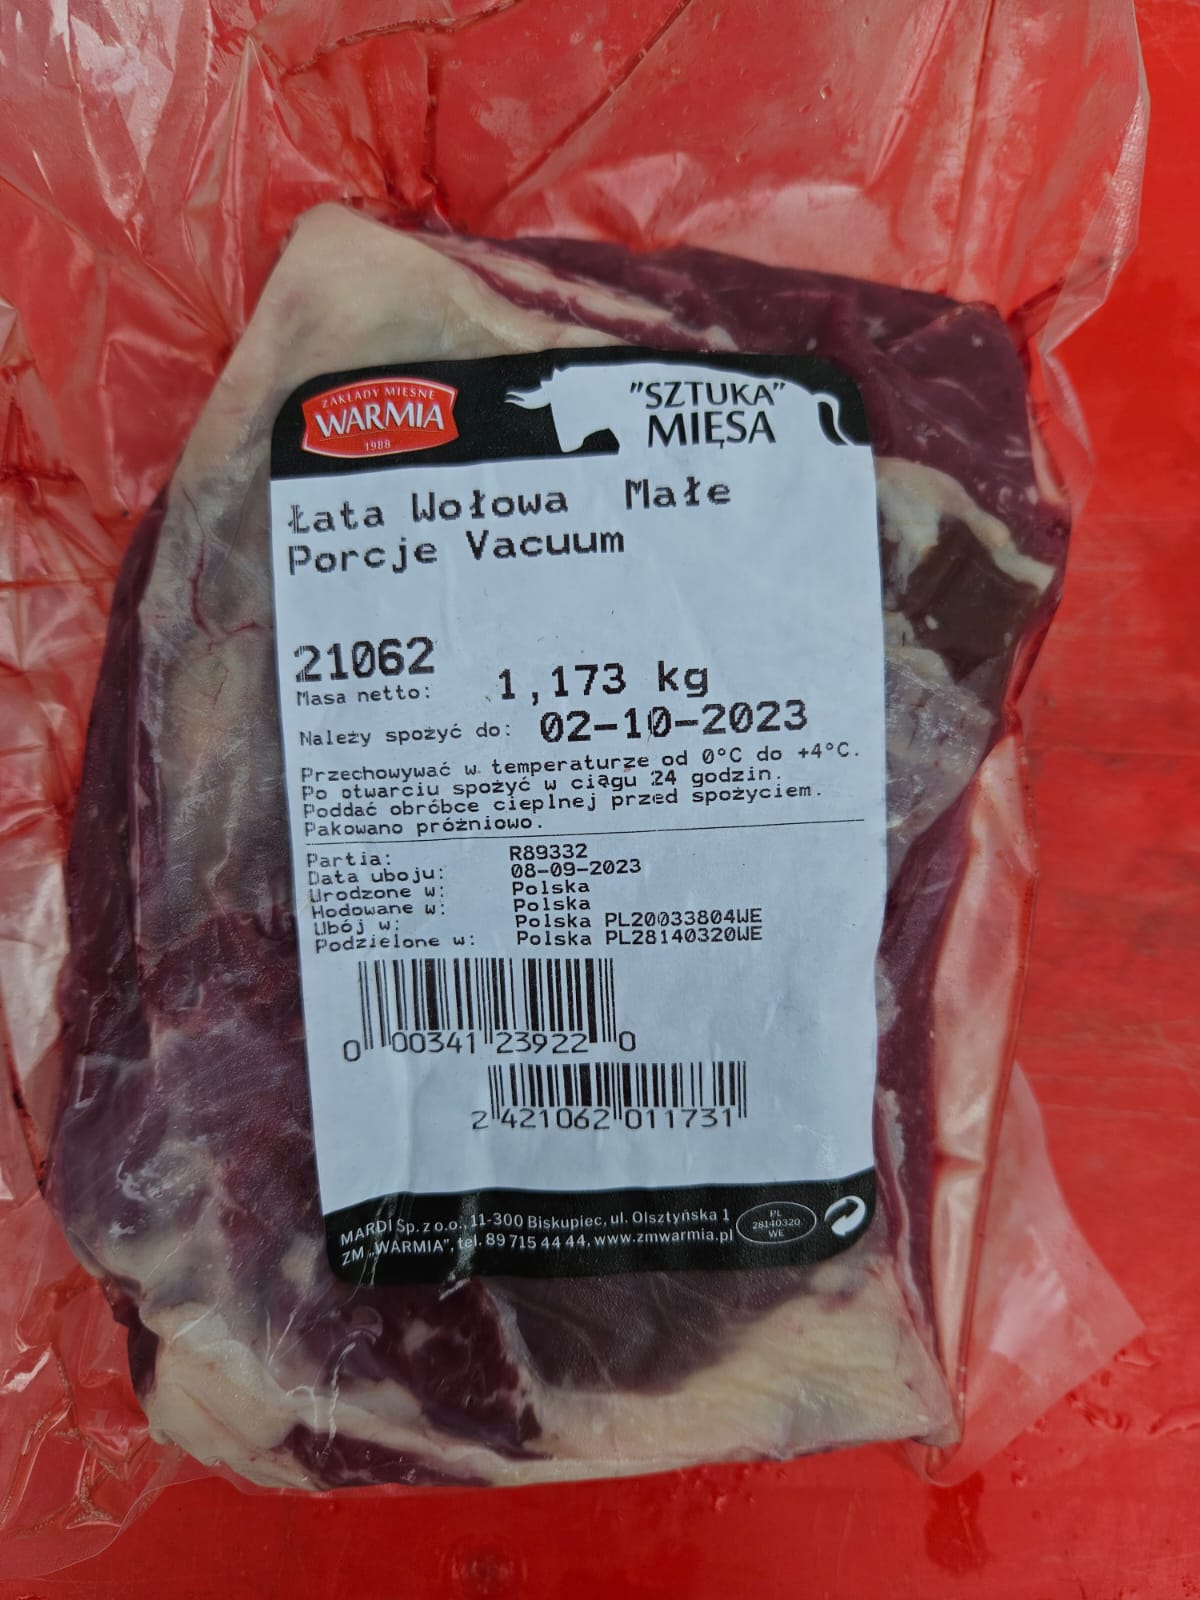 ZAKŁADY MIĘSNE
WARMIA
1988
"SZTUKA"
MIĘSA
Łata Wołowa Małe
Porcje Vacuum
21062
Masa netto: 1,173 kg
Należy spożyć do: 02-10-2023
Przechowywać w temperaturze od 0°C do +4°C.
Po otwarciu spożyć w ciągu 24 godzin.
Poddać obróbce cieplnej przed spożyciem.
Pakowano próżniowo.
Partia: R89332
Data uboju: 08-09-2023
Urodzone w: Polska
Hodowane w: Polska
Ubój w: Polska PL20033804WE
Podzielone w: Polska PL28140320WE
0 00341 23922 0
2 421062 011731
MARDI Sp. z o.o., 11-300 Biskupiec, ul. Olsztyńska 1
ZM „WARMIA", tel. 89 715 44 44, www.zmwarmia.pl
PL
28140320
WE